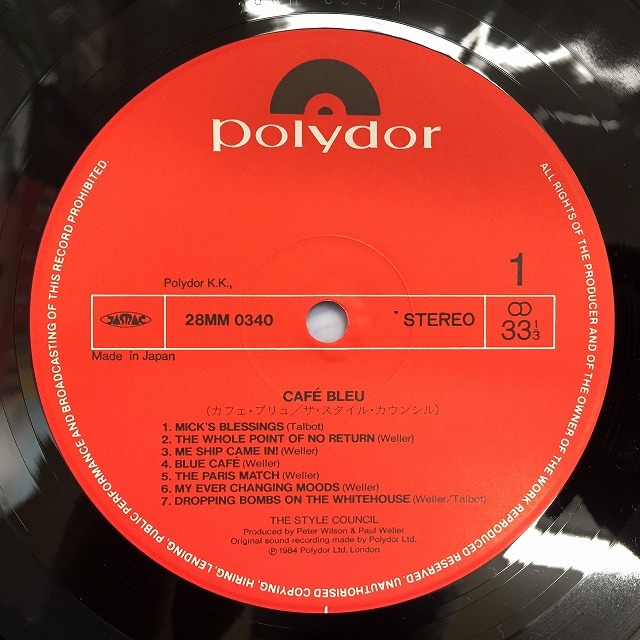 polydor
1
Polydor K.K.,
JASRAC
28MM 0340
STEREO
33 1/3
Made in Japan
CAFÉ BLEU
(カフェ・ブリュ/ザ・スタイル・カウンシル)
1. MICK'S BLESSINGS (Talbot)
2. THE WHOLE POINT OF NO RETURN (Weller)
3. ME SHIP CAME IN! (Weller)
4. BLUE CAFÉ (Weller)
5. THE PARIS MATCH (Weller)
6. MY EVER CHANGING MOODS (Weller)
7. DROPPING BOMBS ON THE WHITEHOUSE (Weller/Talbot)
THE STYLE COUNCIL
Produced by Peter Wilson & Paul Weller
Original sound recording made by Polydor Ltd.
℗ 1984 Polydor Ltd. London
ALL RIGHTS OF THE PRODUCER AND OF THE OWNER OF THE WORK REPRODUCED RESERVED. UNAUTHORISED COPYING, HIRING, LENDING, PUBLIC PERFORMANCE AND BROADCASTING OF THIS RECORD PROHIBITED.